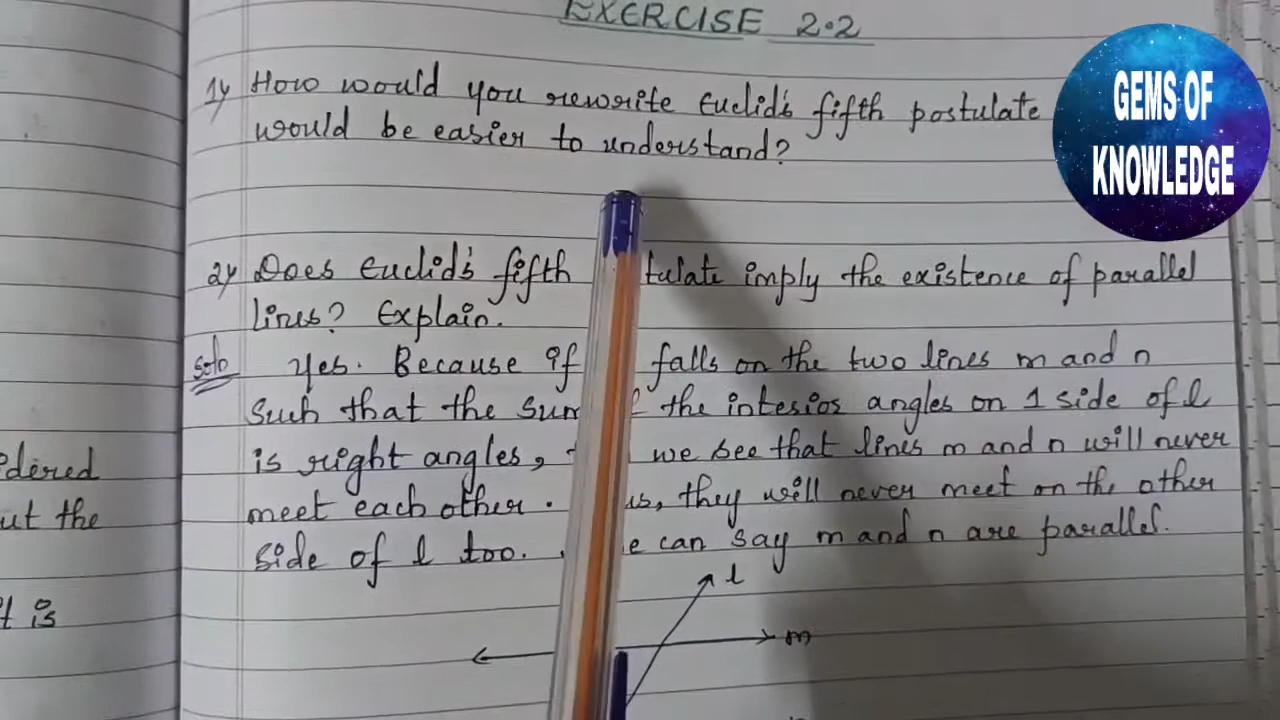 EXERCISE 2.2
1) How would you rewrite Euclid's fifth postulate
would be easier to understand?
2) Does Euclid's fifth tulate imply the existence of parallel
lines? Explain.
Soln Yes. Because if falls on the two lines m and n
Such that the sum the interior angles on 1 side of l
is right angles, we see that lines m and n will never
meet each other. us, they will never meet on the other
side of l too. e can say m and n are parallel.
l
m
dered
ut the
t is
GEMS OF
KNOWLEDGE